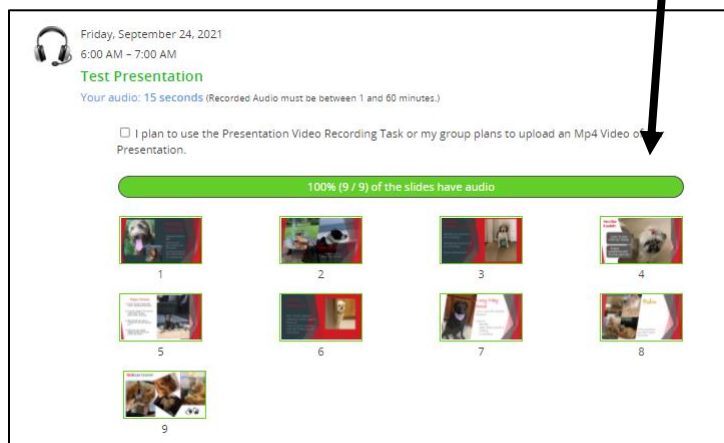 Friday, September 24, 2021
6:00 AM – 7:00 AM
Test Presentation
Your audio: 15 seconds (Recorded Audio must be between 1 and 60 minutes.)
I plan to use the Presentation Video Recording Task or my group plans to upload an Mp4 Video of
Presentation.
100% (9 / 9) of the slides have audio
1
2
3
4
5
6
7
8
9